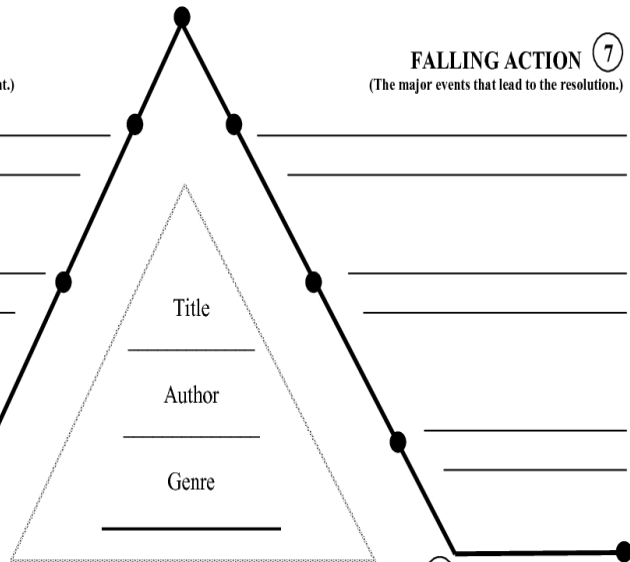 FALLING ACTION 7
(The major events that lead to the resolution.)
t.)
Title
Author
Genre